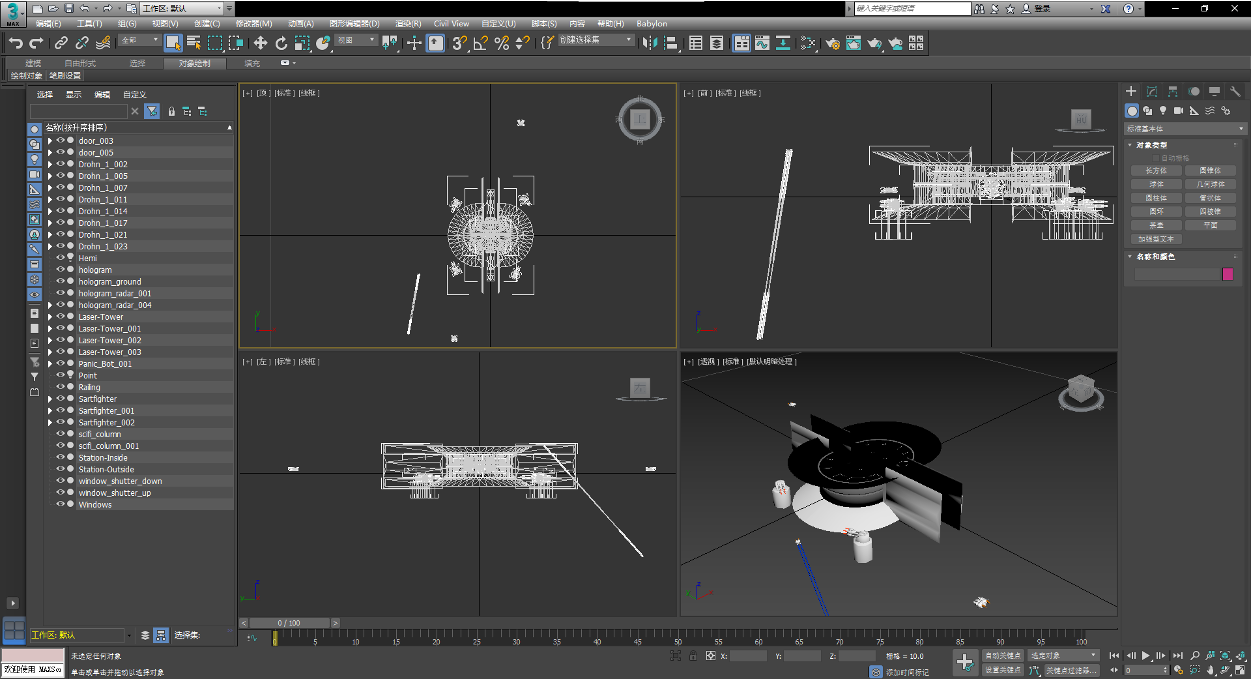 3 MAX 工作区: 默认 键入关键字或短语 登录
编辑(E) 工具(T) 组(G) 视图(V) 创建(C) 修改器(M) 动画(A) 图形编辑器(D) 渲染(R) Civil View 自定义(U) 脚本(S) 内容 帮助(H) Babylon
全部 视图 创建选择集
建模 自由形式 选择 对象绘制 填充
绘制对象 笔刷设置
选择 显示 编辑 自定义
名称(按升序排序)
door_003
door_005
Drohn_1_002
Drohn_1_005
Drohn_1_007
Drohn_1_011
Drohn_1_014
Drohn_1_017
Drohn_1_021
Drohn_1_023
Hemi
hologram
hologram_ground
hologram_radar_001
hologram_radar_004
Laser-Tower
Laser-Tower_001
Laser-Tower_002
Laser-Tower_003
Panic_Bot_001
Point
Railing
Sartfighter
Sartfighter_001
Sartfighter_002
scifi_column
scifi_column_001
Station-Inside
Station-Outside
window_shutter_down
window_shutter_up
Windows
工作区: 默认 选择集:
[+] [顶] [标准] [线框]
[+] [前] [标准] [线框]
[+] [左] [标准] [线框]
[+] [透视] [标准] [默认明暗处理]
标准基本体
对象类型
自动栅格
长方体 圆锥体
球体 几何球体
圆柱体 管状体
圆环 四棱锥
茶壶 平面
加强型文本
名称和颜色
0 / 100
0 5 10 15 20 25 30 35 40 45 50 55 60 65 70 75 80 85 90 95 100
未选定任何对象 X: Y: Z: 栅格 = 10.0 自动关键点 选定对象
欢迎使用 MAXSc 单击或单击并拖动以选择对象 添加时间标记 设置关键点 关键点过滤器... 0